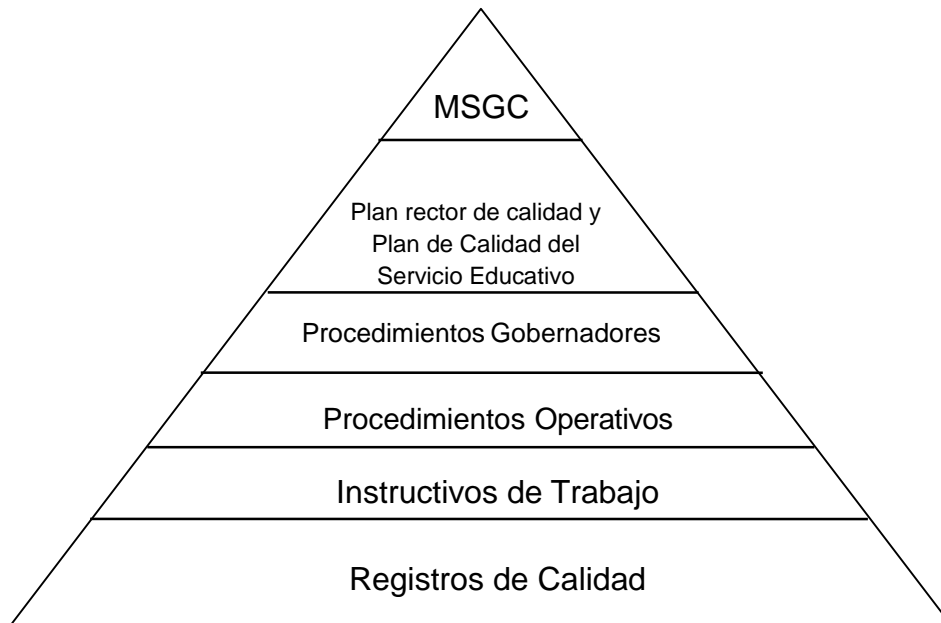 MSGC
Plan rector de calidad y
Plan de Calidad del
Servicio Educativo
Procedimientos Gobernadores
Procedimientos Operativos
Instructivos de Trabajo
Registros de Calidad